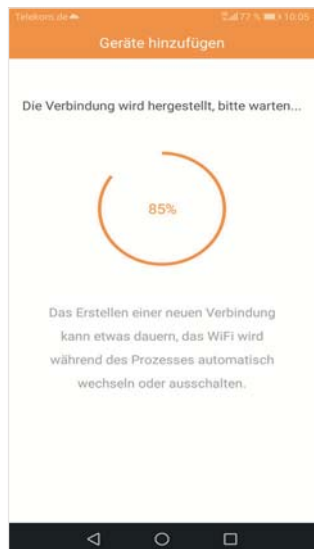 Telekom.de
77 % 10:05
Geräte hinzufügen
Die Verbindung wird hergestellt, bitte warten...
85%
Das Erstellen einer neuen Verbindung
kann etwas dauern, das WiFi wird
während des Prozesses automatisch
wechseln oder ausschalten.